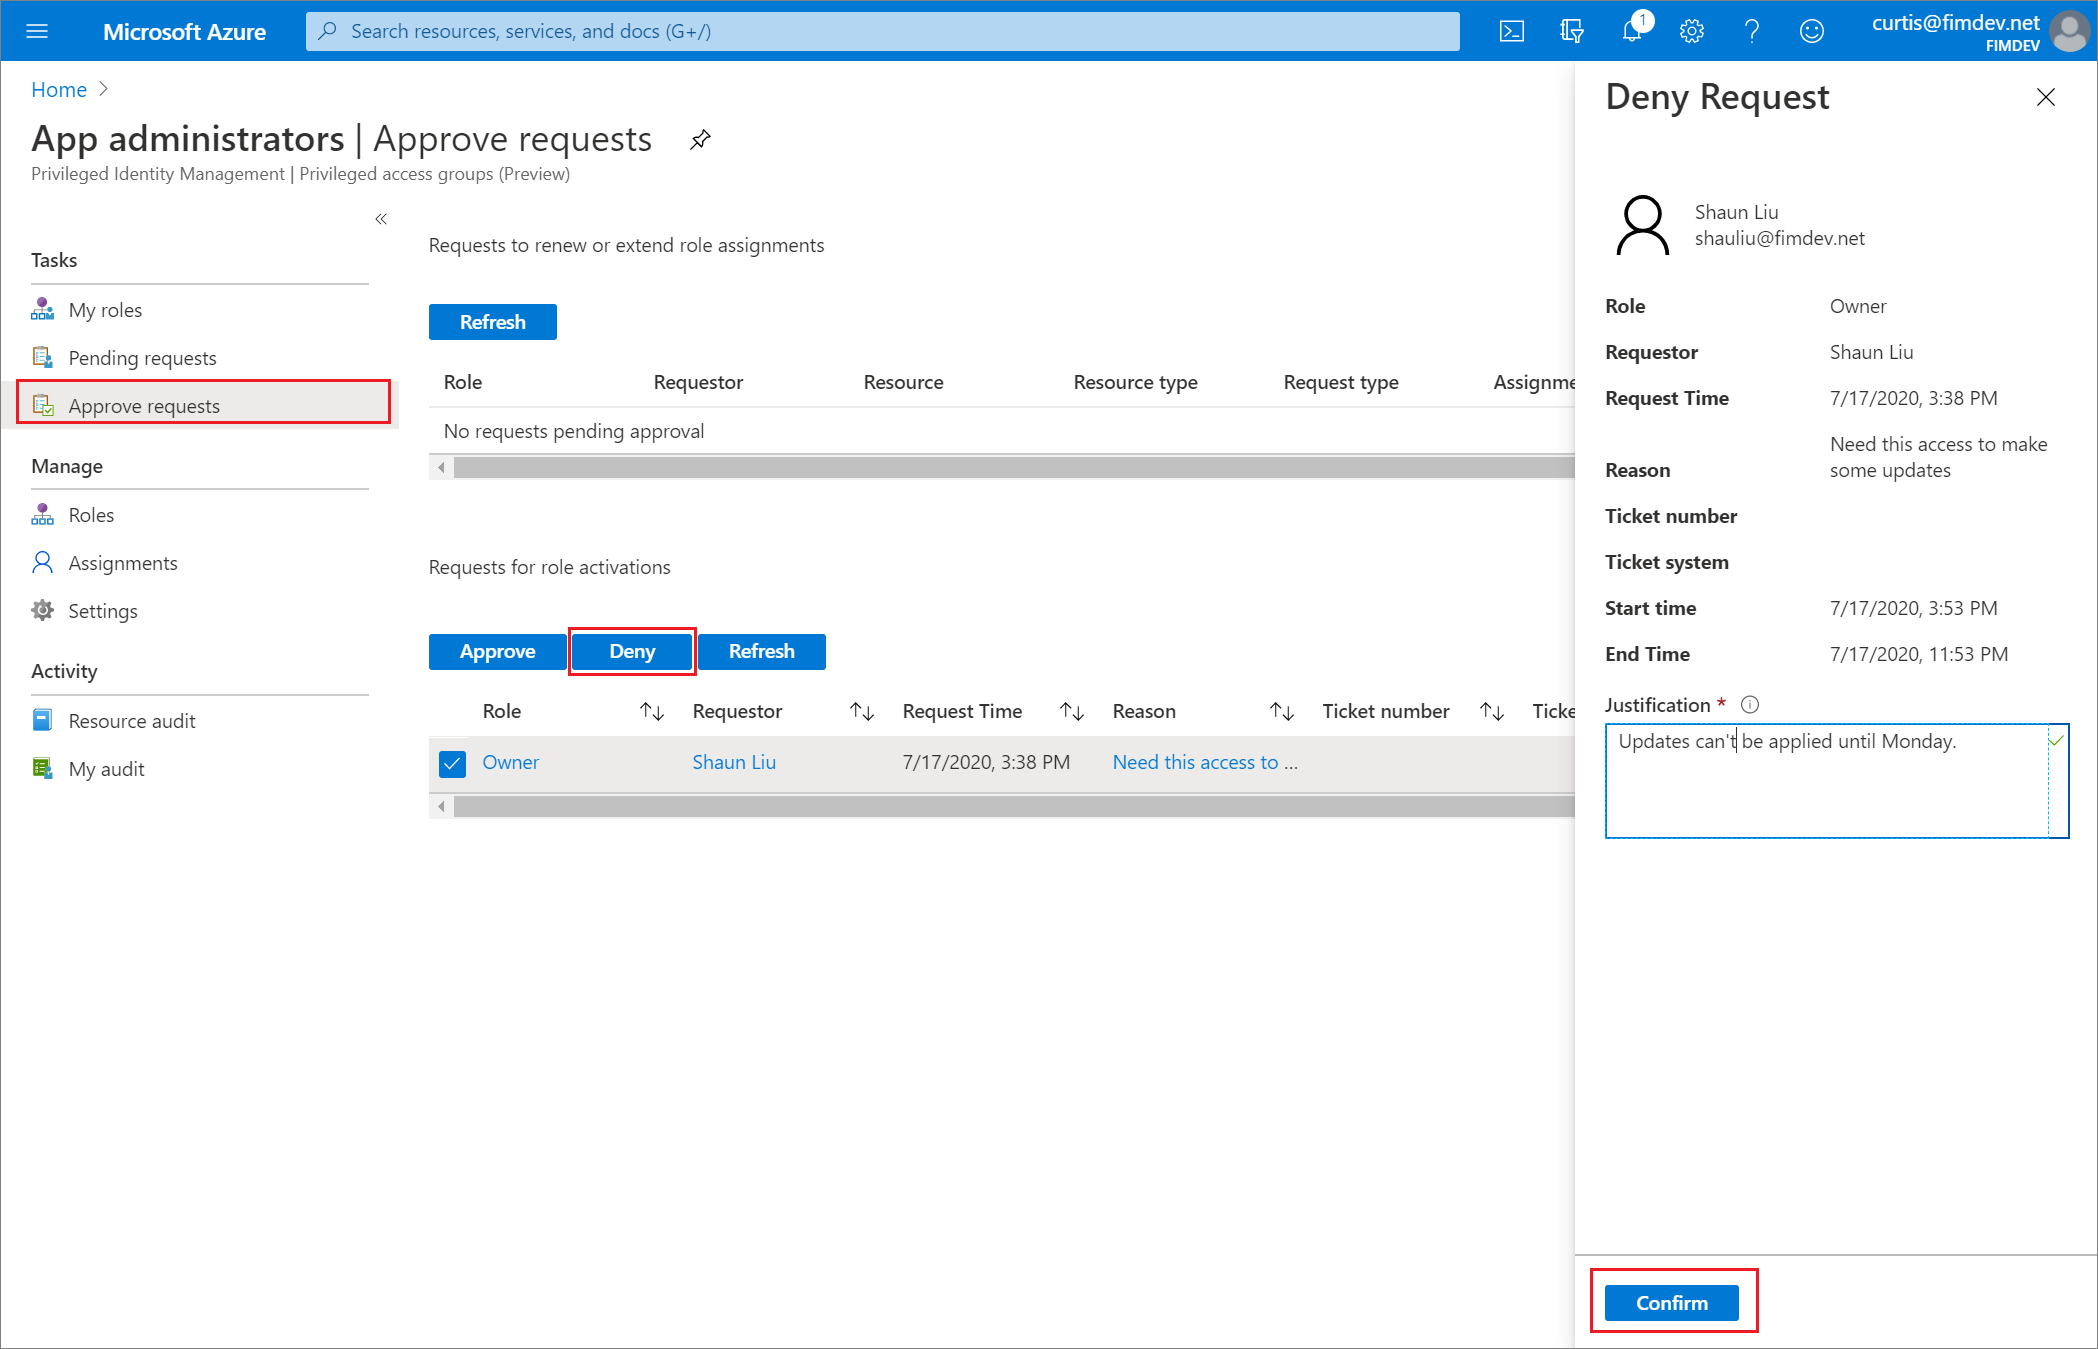 Microsoft Azure
Search resources, services, and docs (G+/)
1
curtis@fimdev.net
FIMDEV
Home
App administrators | Approve requests
Privileged Identity Management | Privileged access groups (Preview)
Tasks
My roles
Pending requests
Approve requests
Manage
Roles
Assignments
Settings
Activity
Resource audit
My audit
Requests to renew or extend role assignments
Refresh
Role Requestor Resource Resource type Request type Assignme
No requests pending approval
Requests for role activations
Approve Deny Refresh
Role Requestor Request Time Reason Ticket number Ticke
Owner Shaun Liu 7/17/2020, 3:38 PM Need this access to ...
Deny Request
Shaun Liu
shauliu@fimdev.net
Role Owner
Requestor Shaun Liu
Request Time 7/17/2020, 3:38 PM
Need this access to make
Reason some updates
Ticket number
Ticket system
Start time 7/17/2020, 3:53 PM
End Time 7/17/2020, 11:53 PM
Justification *
Updates can't be applied until Monday.
Confirm